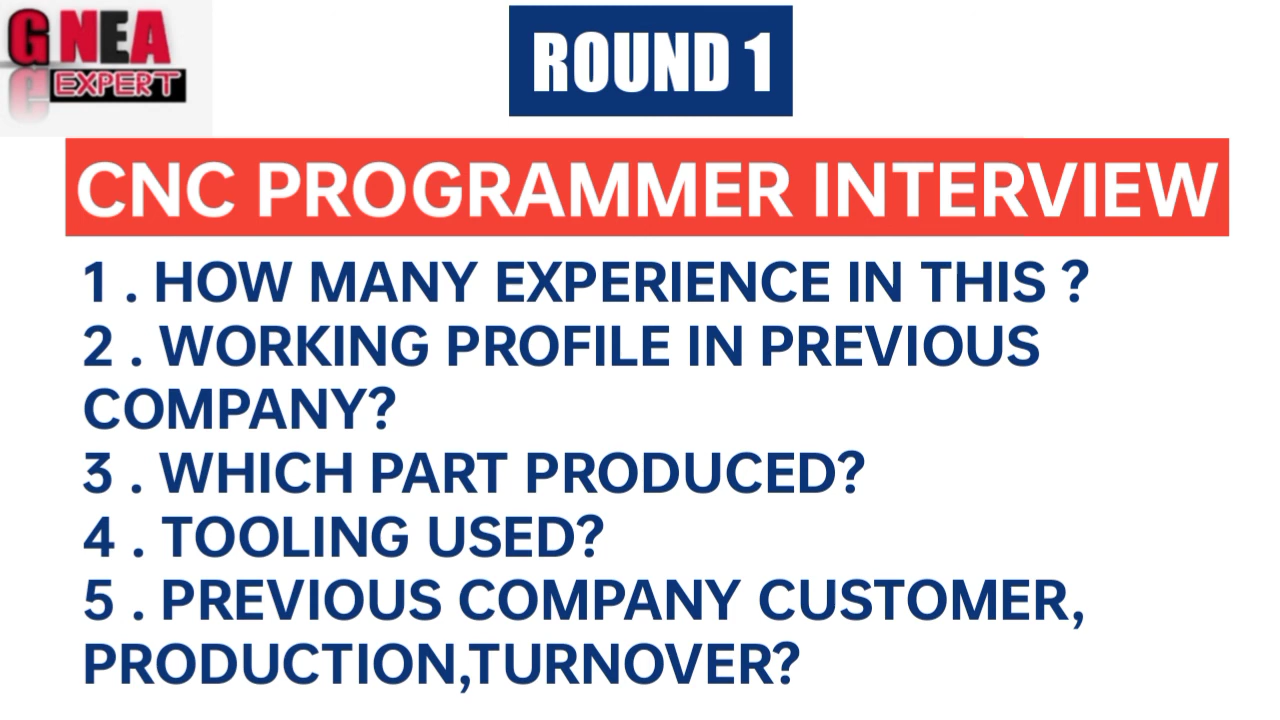 G NEA
EXPERT
ROUND 1
CNC PROGRAMMER INTERVIEW
1 . HOW MANY EXPERIENCE IN THIS ?
2 . WORKING PROFILE IN PREVIOUS
COMPANY?
3 . WHICH PART PRODUCED?
4 . TOOLING USED?
5 . PREVIOUS COMPANY CUSTOMER,
PRODUCTION,TURNOVER?